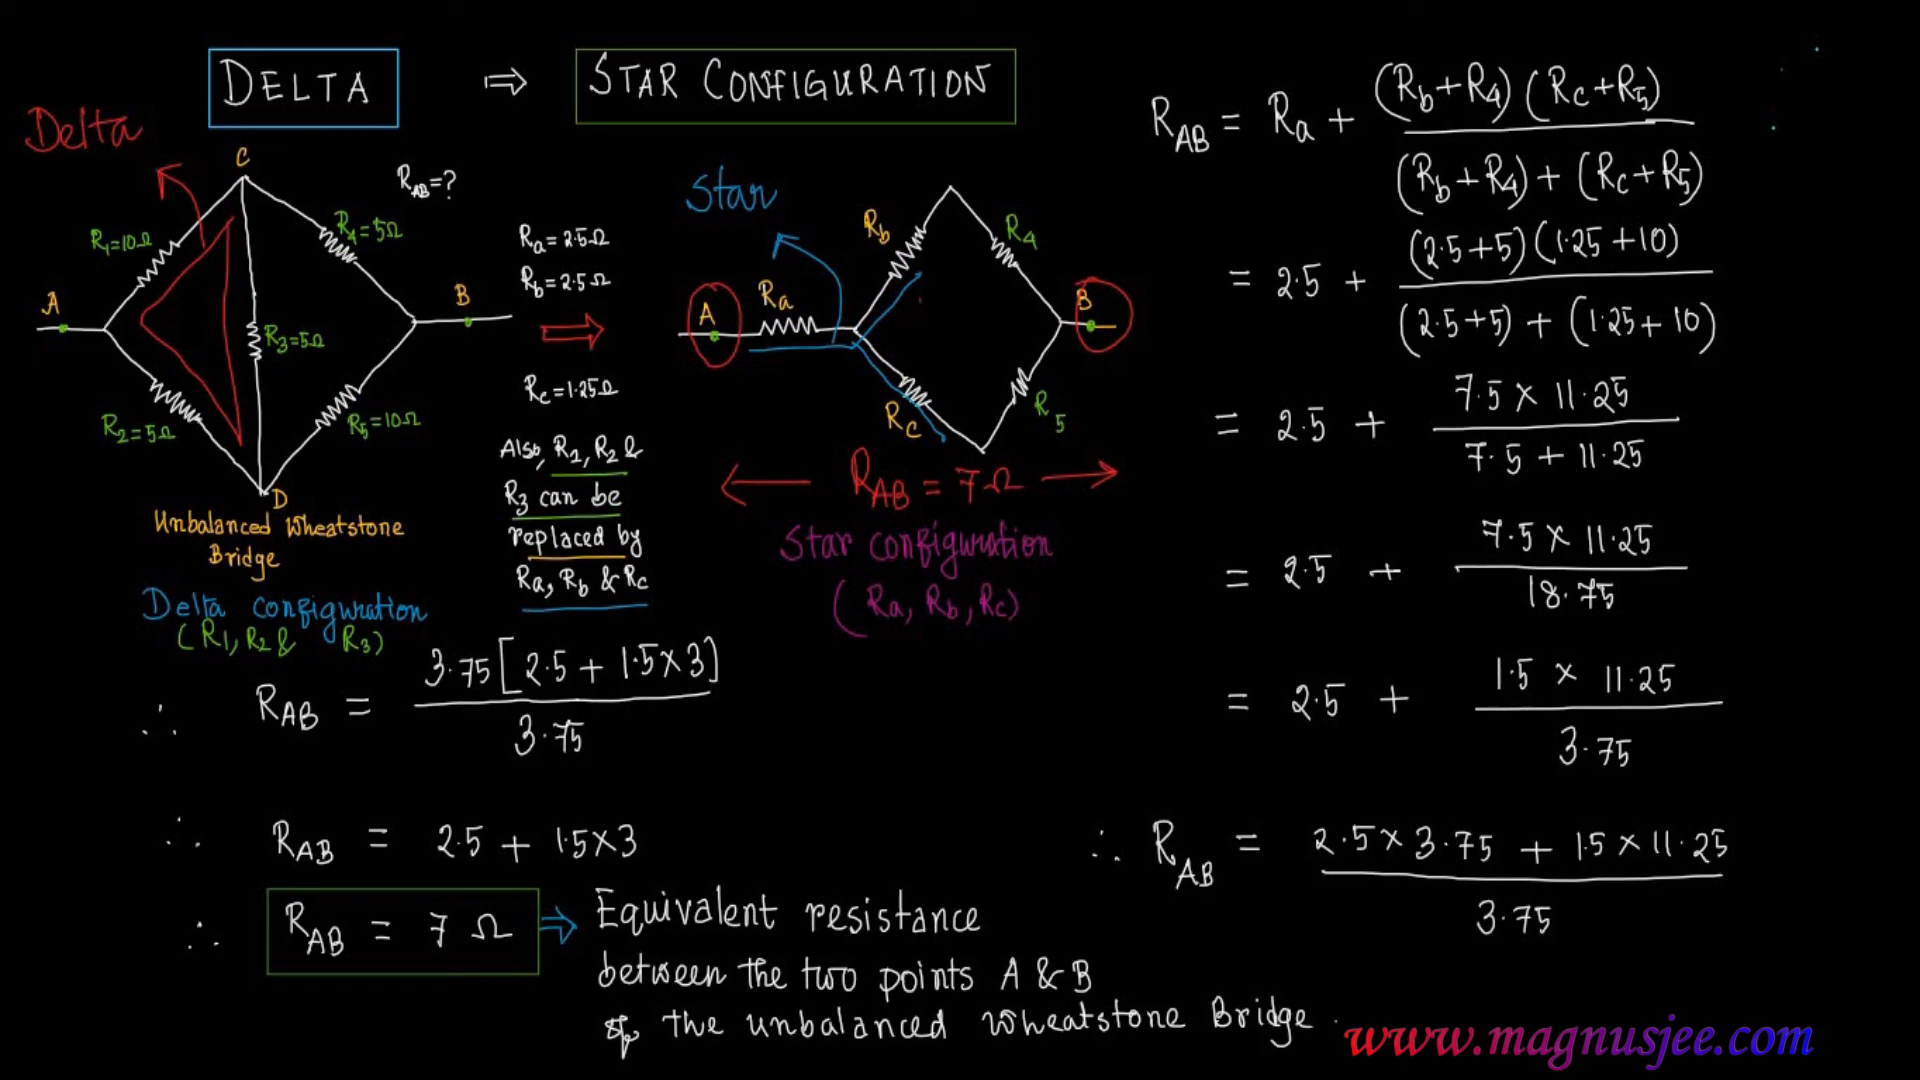 DELTA ⇒ STAR CONFIGURATION
Delta
C
R_AB = ?
R1=10Ω
R4=5Ω
A
B
R3=5Ω
R2=5Ω
R5=10Ω
D
Unbalanced Wheatstone
Bridge
Delta configuration
(R1, R2 & R3)
Ra = 2.5Ω
Rb = 2.5Ω
Rc = 1.25Ω
Also, R1, R2 &
R3 can be
replaced by
Ra, Rb & Rc
Star
Rb
R4
A
Ra
B
Rc
R5
R_AB = 7Ω
Star configuration
(Ra, Rb, Rc)
R_AB = Ra + (Rb+R4)(Rc+R5)
(Rb+R4)+(Rc+R5)
= 2.5 + (2.5+5)(1.25+10)
(2.5+5) + (1.25+10)
= 2.5 + 7.5 × 11.25
7.5 + 11.25
= 2.5 + 7.5 × 11.25
18.75
= 2.5 + 1.5 × 11.25
3.75
∴ R_AB = 2.5 × 3.75 + 1.5 × 11.25
3.75
∴ R_AB = 3.75[2.5 + 1.5×3]
3.75
∴ R_AB = 2.5 + 1.5×3
∴ R_AB = 7 Ω ⇒ Equivalent resistance
between the two points A & B
of the unbalanced Wheatstone Bridge.
www.magnusjee.com